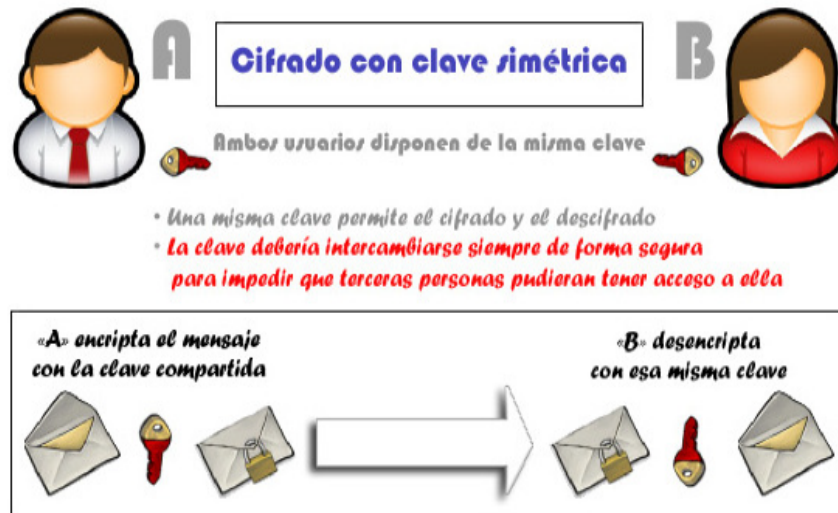 A
Cifrado con clave simétrica
B
Ambos usuarios disponen de la misma clave
• Una misma clave permite el cifrado y el descifrado
• La clave debería intercambiarse siempre de forma segura
para impedir que terceras personas pudieran tener acceso a ella
«A» encripta el mensaje
con la clave compartida
«B» desencripta
con esa misma clave